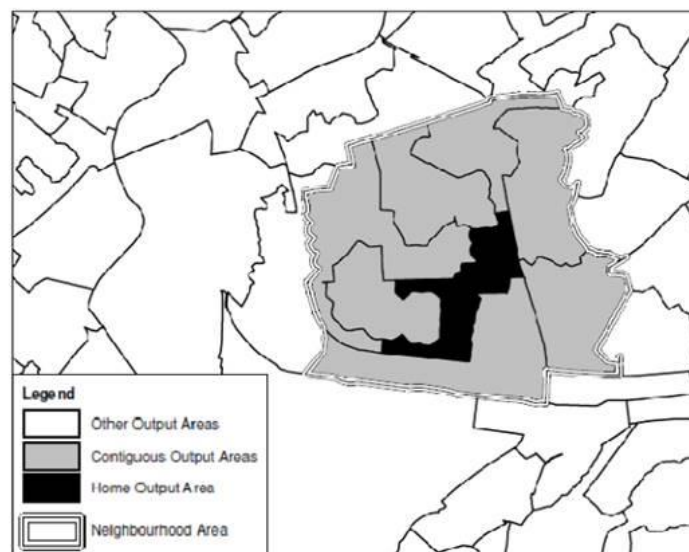 Legend
Other Output Areas
Contiguous Output Areas
Home Output Area
Neighbourhood Area